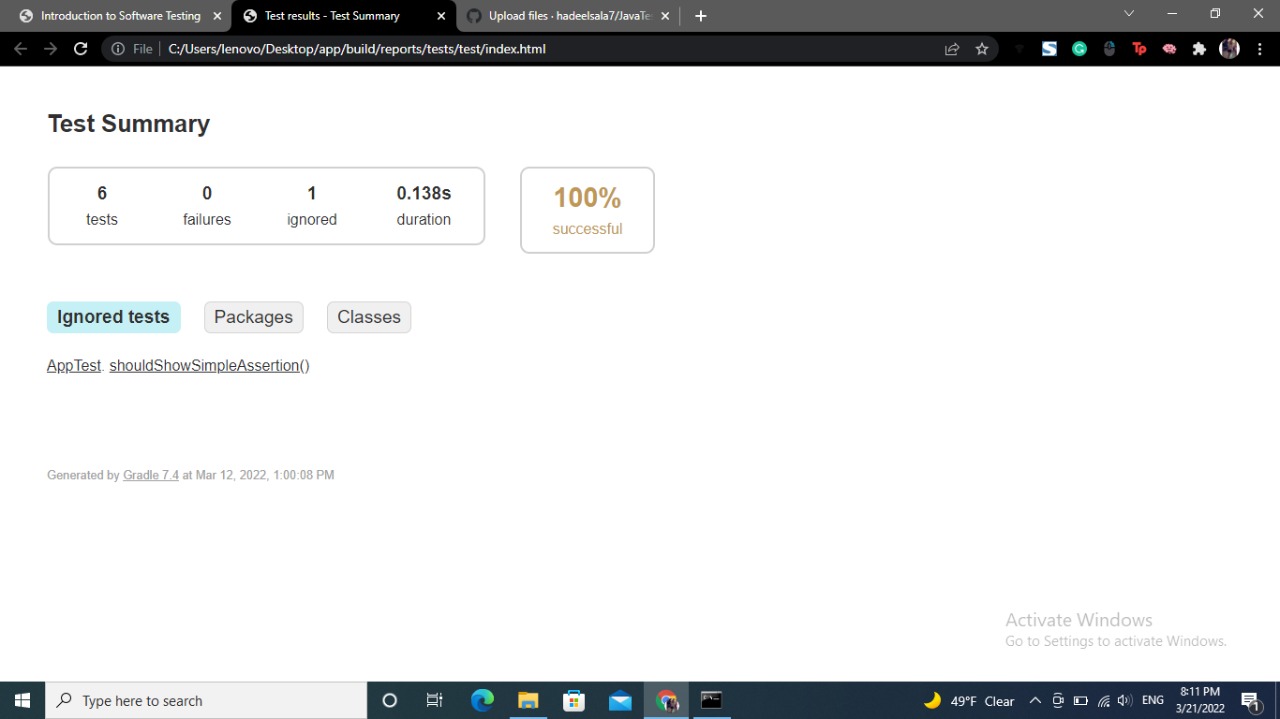 Introduction to Software Testing
Test results - Test Summary
Upload files · hadeelsala7/JavaTe
File
C:/Users/lenovo/Desktop/app/build/reports/tests/test/index.html
Test Summary
6 0 1 0.138s
tests failures ignored duration
100%
successful
Ignored tests Packages Classes
AppTest. shouldShowSimpleAssertion()
Generated by Gradle 7.4 at Mar 12, 2022, 1:00:08 PM
Activate Windows
Go to Settings to activate Windows.
Type here to search
49°F Clear
ENG
8:11 PM
3/21/2022
1